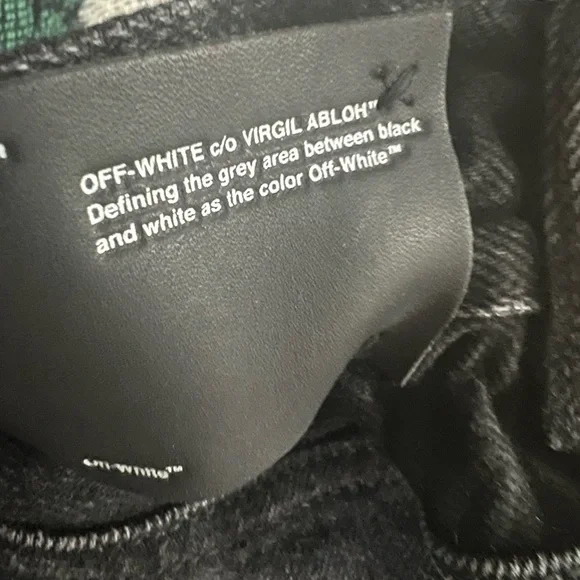 OFF-WHITE c/o VIRGIL ABLOH™
Defining the grey area between black
and white as the color Off-White™
Off-White™